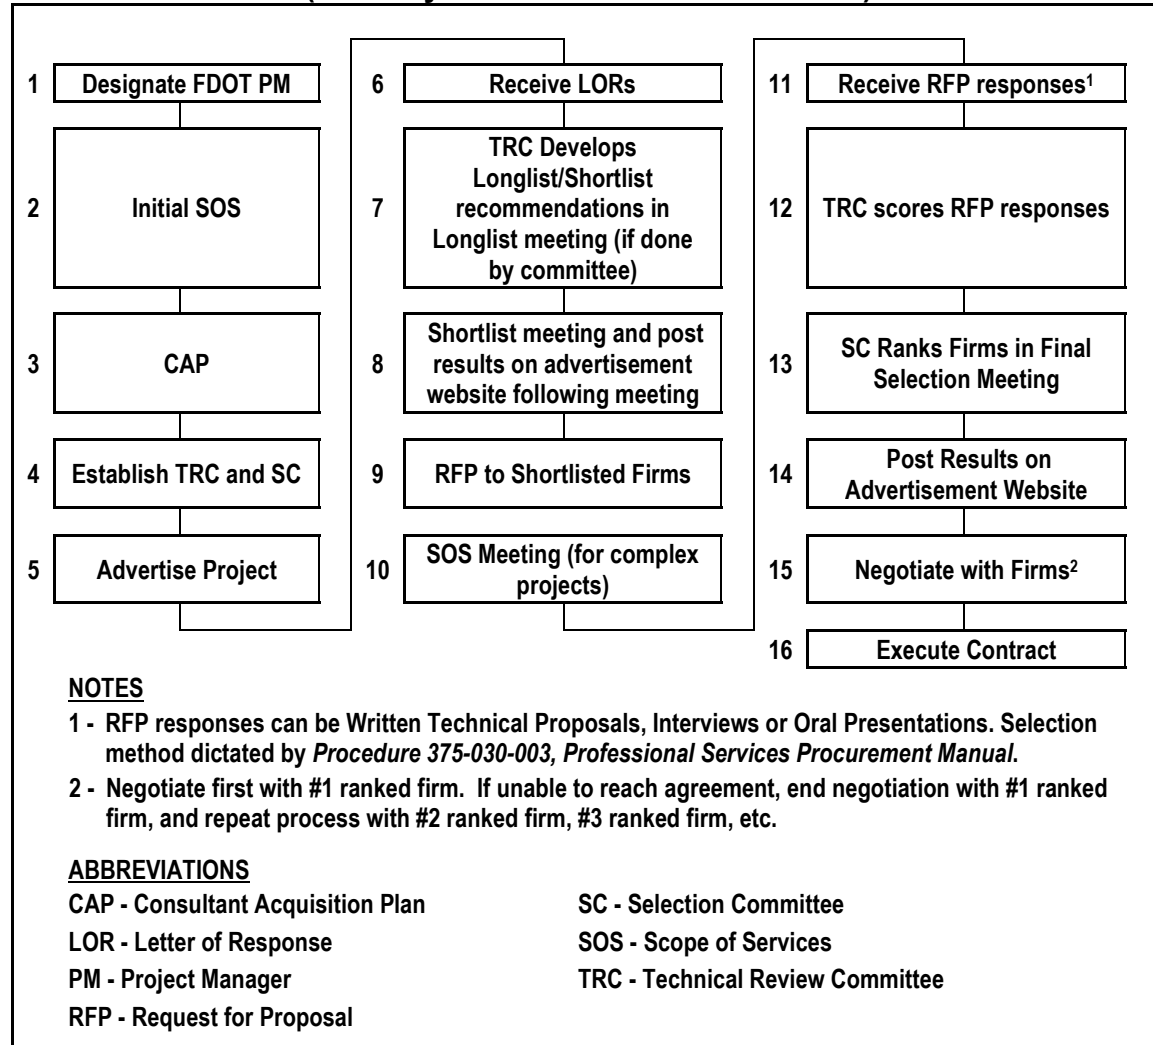 1 Designate FDOT PM
2 Initial SOS
3 CAP
4 Establish TRC and SC
5 Advertise Project
6 Receive LORs
7 TRC Develops
Longlist/Shortlist
recommendations in
Longlist meeting (if done
by committee)
8 Shortlist meeting and post
results on advertisement
website following meeting
9 RFP to Shortlisted Firms
10 SOS Meeting (for complex
projects)
11 Receive RFP responses¹
12 TRC scores RFP responses
13 SC Ranks Firms in Final
Selection Meeting
14 Post Results on
Advertisement Website
15 Negotiate with Firms²
16 Execute Contract
NOTES
1 - RFP responses can be Written Technical Proposals, Interviews or Oral Presentations. Selection
method dictated by Procedure 375-030-003, Professional Services Procurement Manual.
2 - Negotiate first with #1 ranked firm. If unable to reach agreement, end negotiation with #1 ranked
firm, and repeat process with #2 ranked firm, #3 ranked firm, etc.
ABBREVIATIONS
CAP - Consultant Acquisition Plan
LOR - Letter of Response
PM - Project Manager
RFP - Request for Proposal
SC - Selection Committee
SOS - Scope of Services
TRC - Technical Review Committee